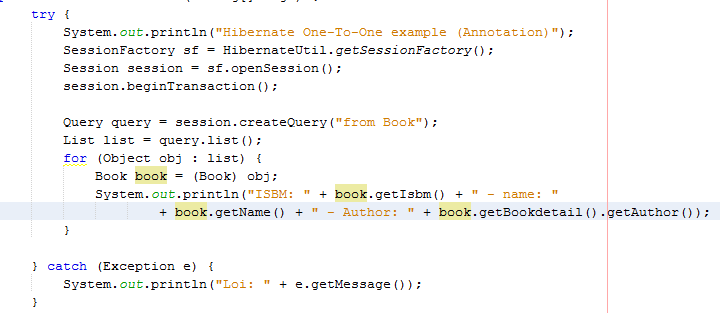 try {
System.out.println("Hibernate One-To-One example (Annotation)");
SessionFactory sf = HibernateUtil.getSessionFactory();
Session session = sf.openSession();
session.beginTransaction();
Query query = session.createQuery("from Book");
List list = query.list();
for (Object obj : list) {
Book book = (Book) obj;
System.out.println("ISBM: " + book.getIsbm() + " - name: "
+ book.getName() + " - Author: " + book.getBookdetail().getAuthor());
}
} catch (Exception e) {
System.out.println("Loi: " + e.getMessage());
}